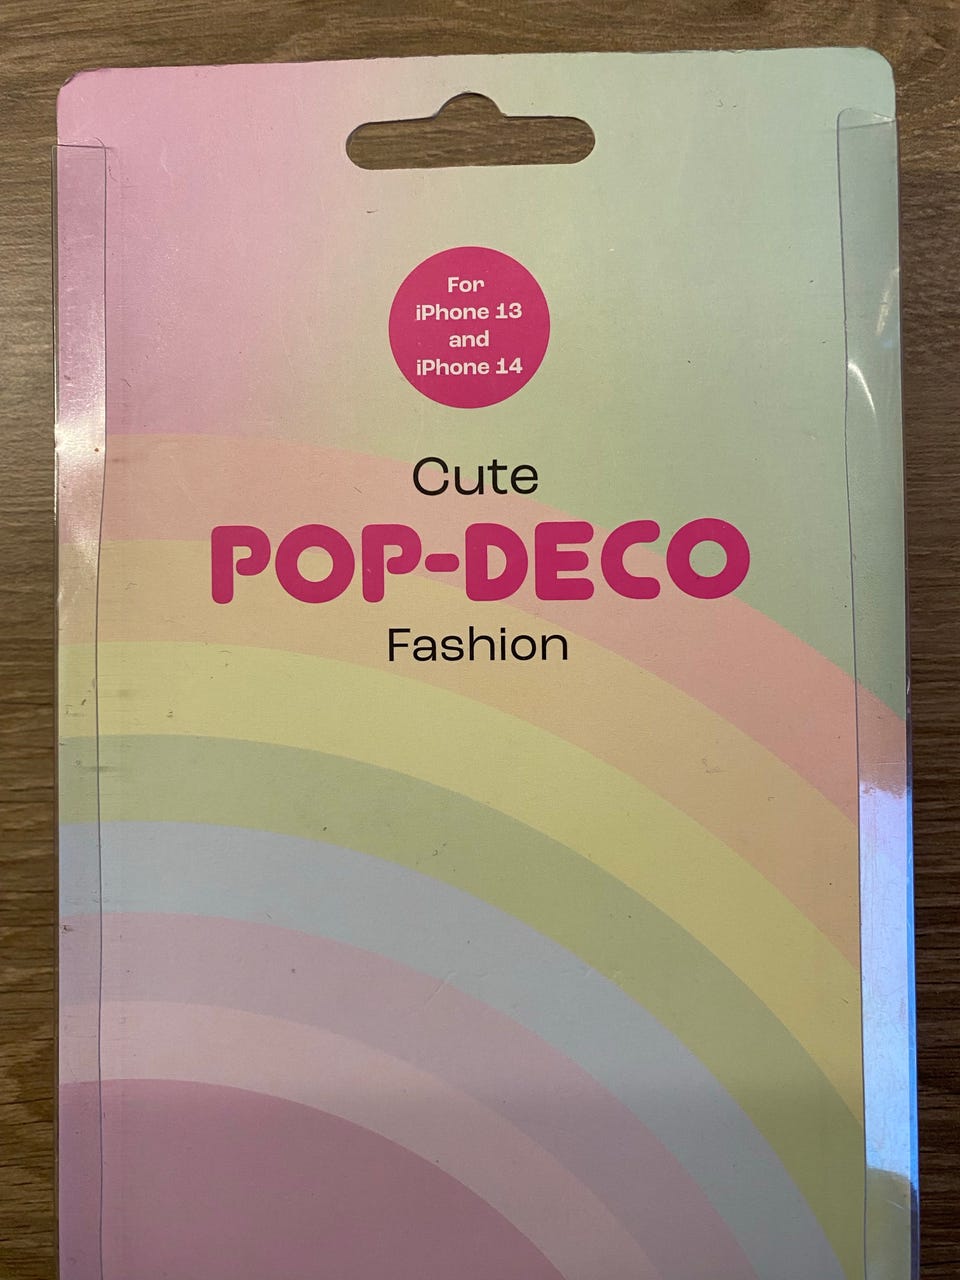 For
iPhone 13
and
iPhone 14
Cute
POP-DECO
Fashion